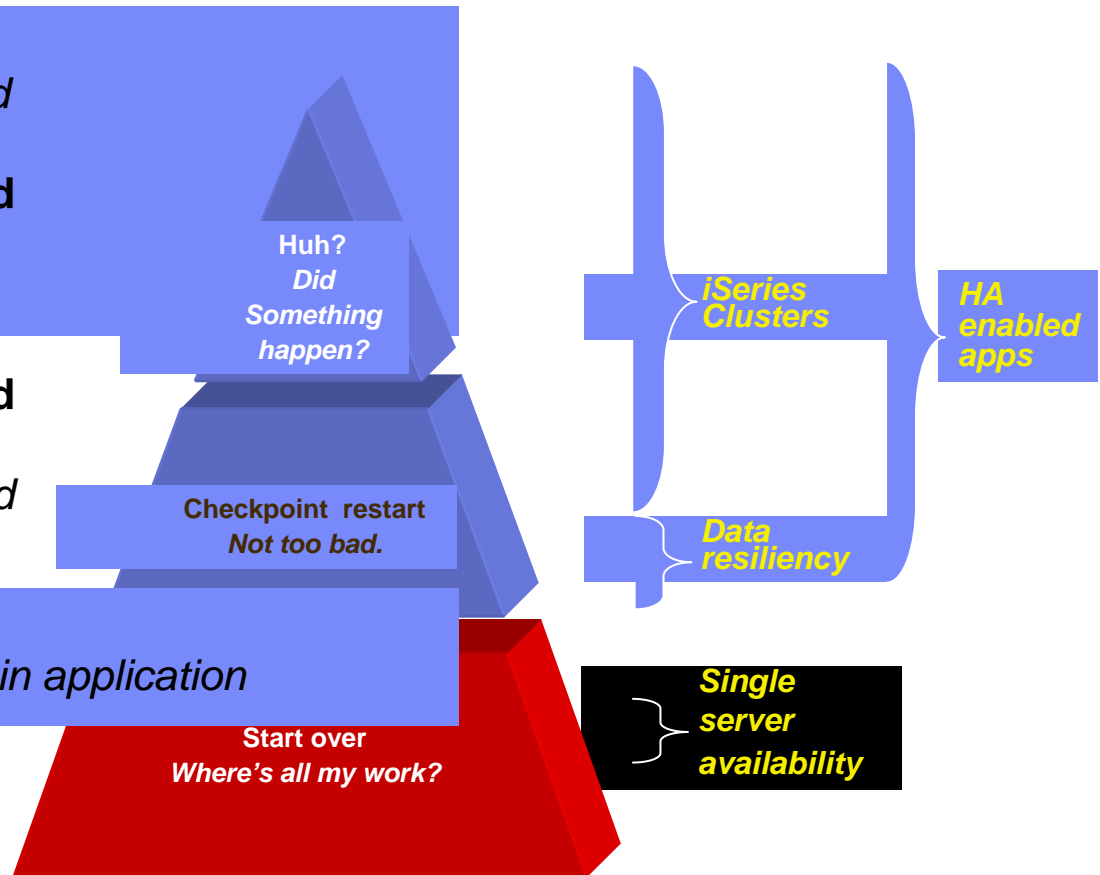 d
d
d
d
in application
Huh?
Did
Something
happen?
Checkpoint restart
Not too bad.
Start over
Where's all my work?
iSeries
Clusters
HA
enabled
apps
Data
resiliency
Single
server
availability